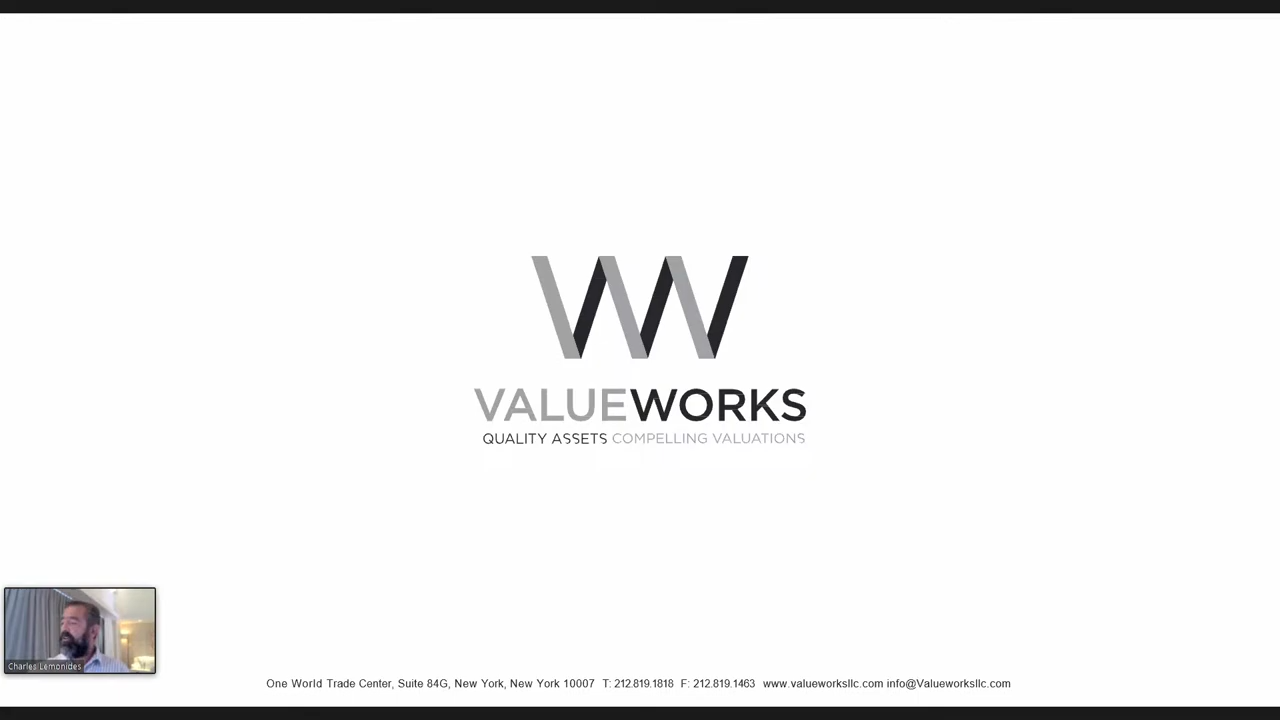 VALUEWORKS
QUALITY ASSETS COMPELLING VALUATIONS
Charles Lemonides
One World Trade Center, Suite 84G, New York, New York 10007 T: 212.819.1818 F: 212.819.1463 www.valueworksllc.com info@Valueworksllc.com